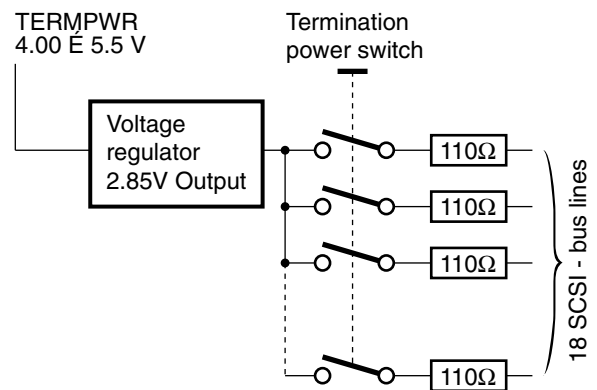 TERMPWR
4.00 É 5.5 V
Termination
power switch
Voltage
regulator
2.85V Output
110Ω
110Ω
110Ω
110Ω
18 SCSI - bus lines